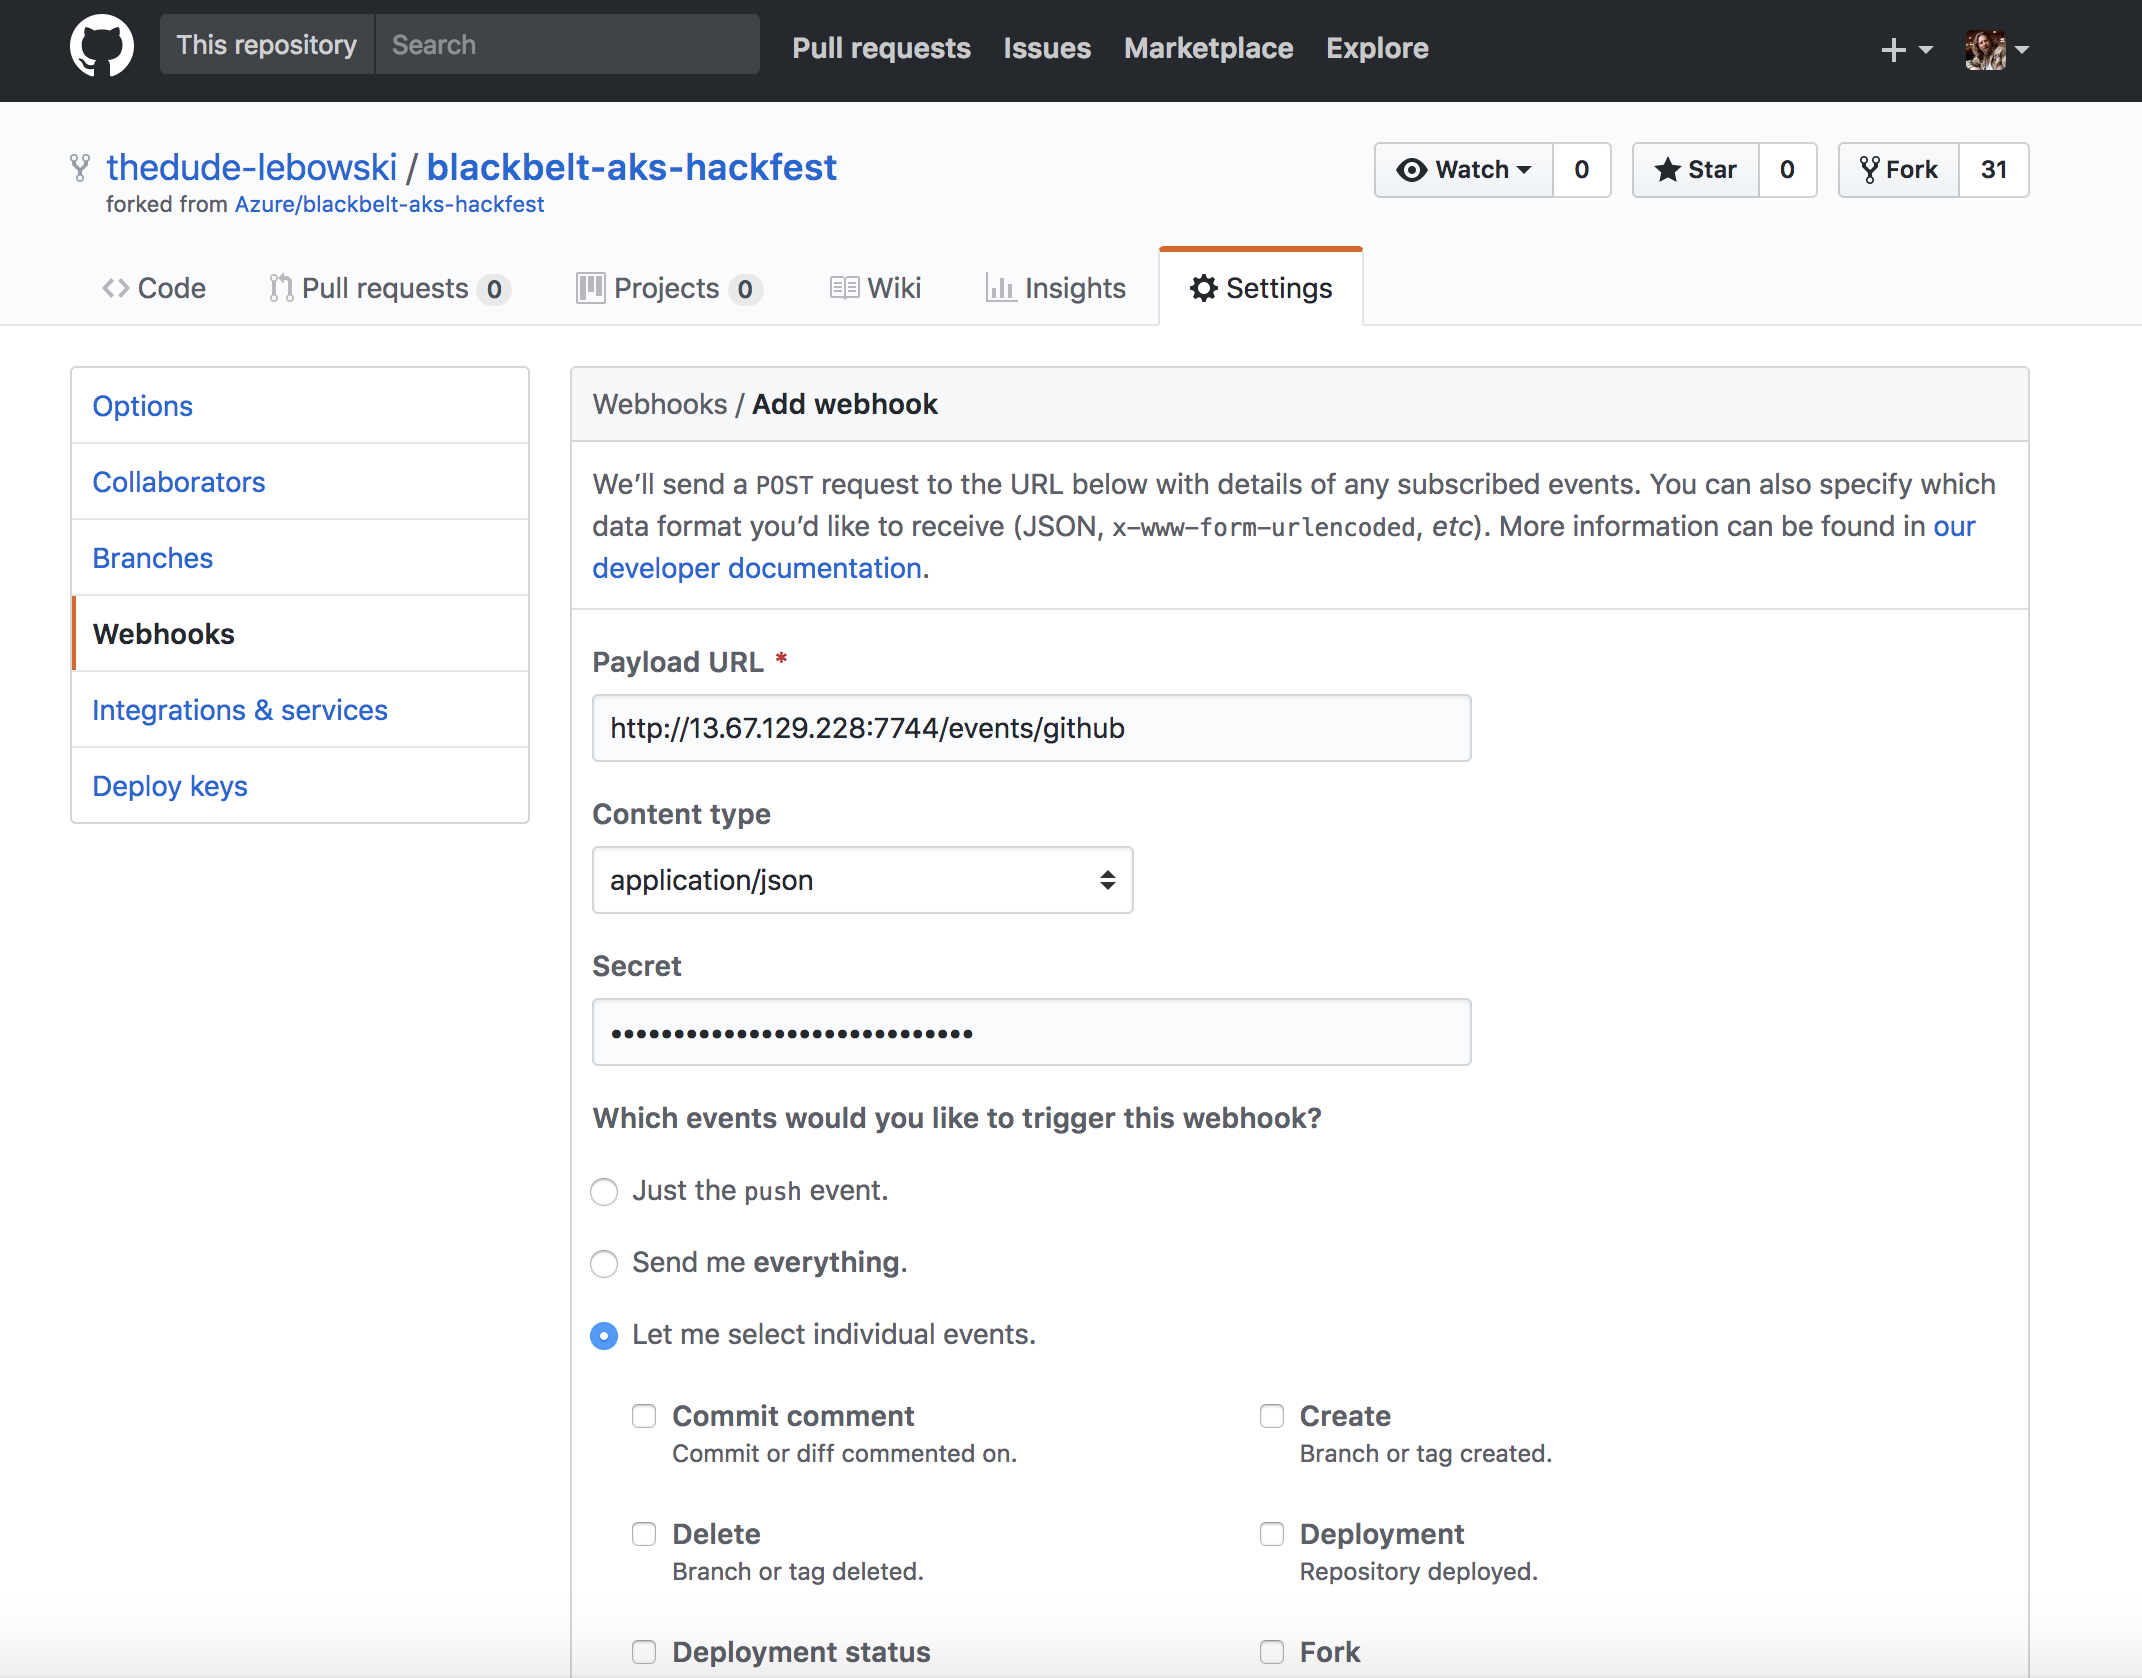 This repository Search Pull requests Issues Marketplace Explore
thedude-lebowski / blackbelt-aks-hackfest
forked from Azure/blackbelt-aks-hackfest
Watch 0 Star 0 Fork 31
Code Pull requests 0 Projects 0 Wiki Insights Settings
Options
Collaborators
Branches
Webhooks
Integrations & services
Deploy keys
Webhooks / Add webhook
We’ll send a POST request to the URL below with details of any subscribed events. You can also specify which
data format you’d like to receive (JSON, x-www-form-urlencoded, etc). More information can be found in our
developer documentation.
Payload URL *
http://13.67.129.228:7744/events/github
Content type
application/json
Secret
•••••••••••••••••••••••••••••
Which events would you like to trigger this webhook?
Just the push event.
Send me everything.
Let me select individual events.
Commit comment
Commit or diff commented on.
Create
Branch or tag created.
Delete
Branch or tag deleted.
Deployment
Repository deployed.
Deployment status
Fork